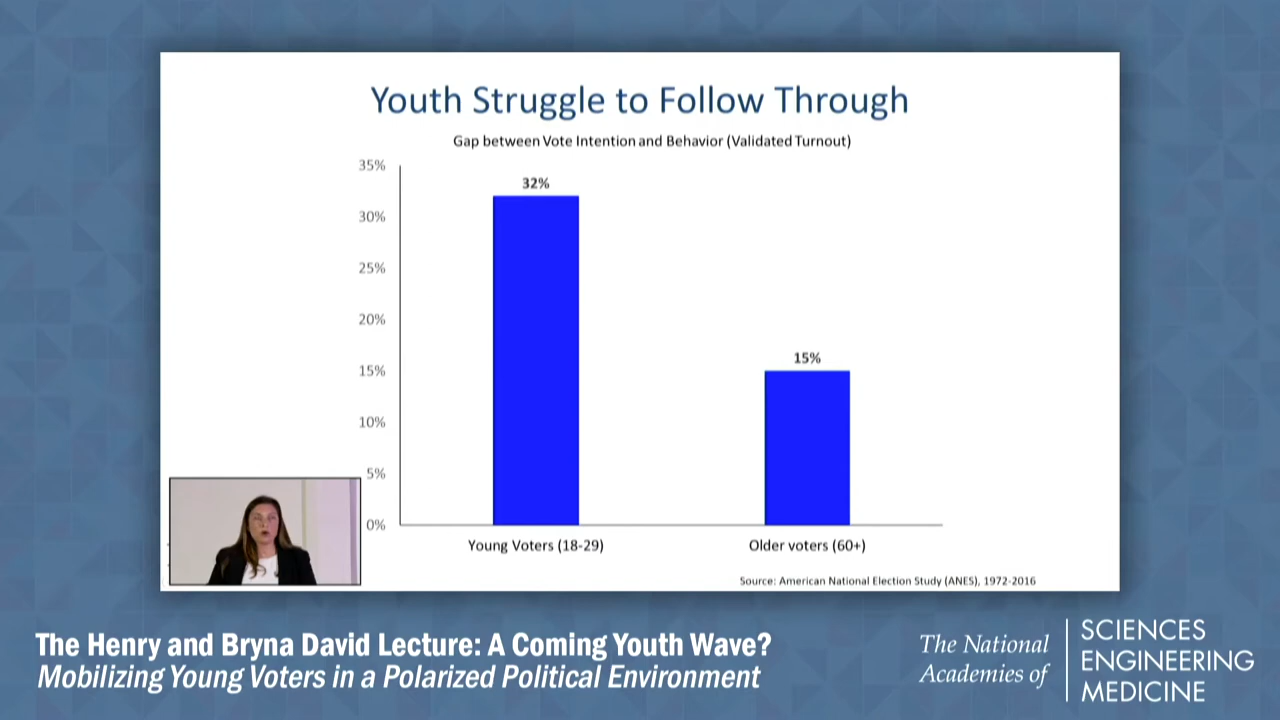 Youth Struggle to Follow Through
Gap between Vote Intention and Behavior (Validated Turnout)
35%
30%
25%
20%
15%
10%
5%
0%
32%
15%
Young Voters (18-29)
Older voters (60+)
Source: American National Election Study (ANES), 1972-2016
The Henry and Bryna David Lecture: A Coming Youth Wave?
Mobilizing Young Voters in a Polarized Political Environment
The National
Academies of
SCIENCES
ENGINEERING
MEDICINE